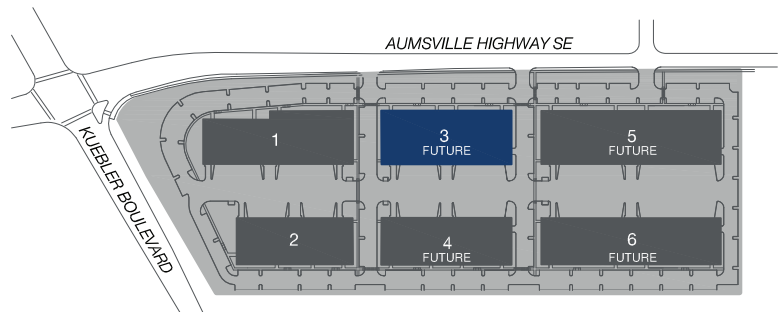 AUMSVILLE HIGHWAY SE
KUEBLER BOULEVARD
1
3
FUTURE
5
FUTURE
2
4
FUTURE
6
FUTURE